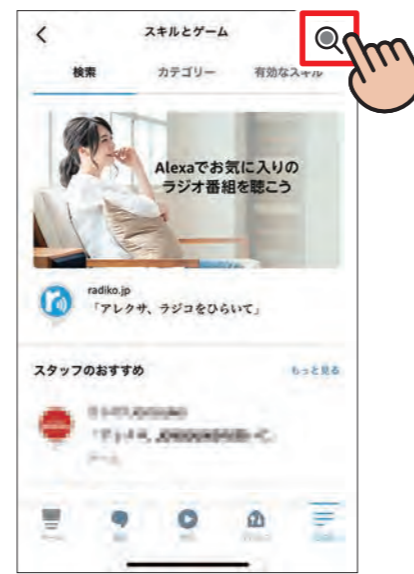 スキルとゲーム
検索 カテゴリー 有効なスキル
Alexaでお気に入りの
ラジオ番組を聴こう
radiko.jp
「アレクサ、ラジコをひらいて」
スタッフのおすすめ もっと見る